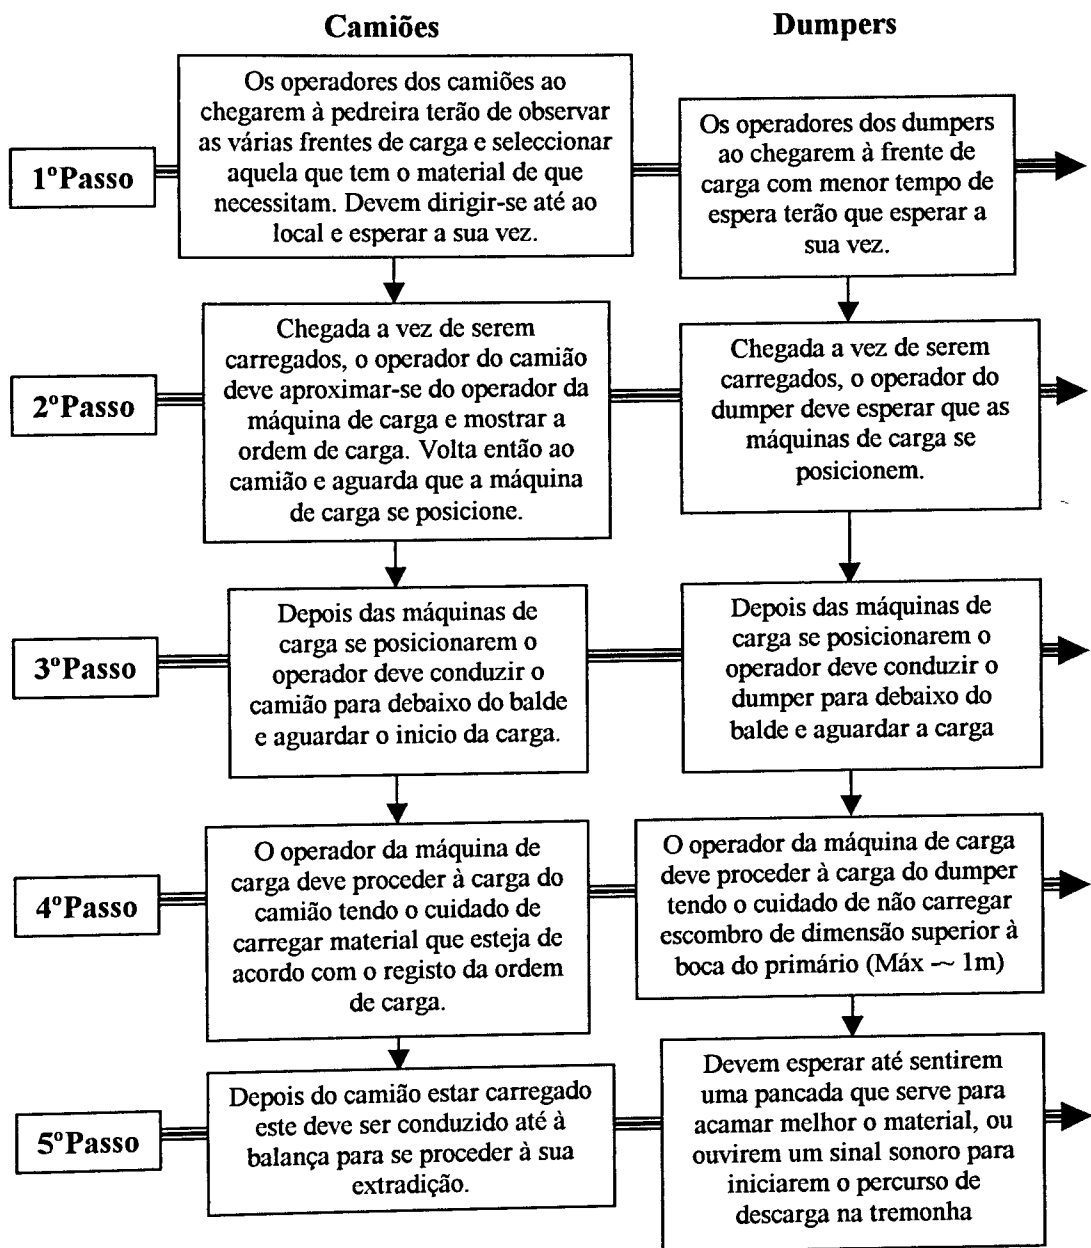 Camiões
Dumpers
1ºPasso
Os operadores dos camiões ao
chegarem à pedreira terão de observar
as várias frentes de carga e seleccionar
aquela que tem o material de que
necessitam. Devem dirigir-se até ao
local e esperar a sua vez.
Os operadores dos dumpers
ao chegarem à frente de
carga com menor tempo de
espera terão que esperar a
sua vez.
2ºPasso
Chegada a vez de serem
carregados, o operador do camião
deve aproximar-se do operador da
máquina de carga e mostrar a
ordem de carga. Volta então ao
camião e aguarda que a máquina
de carga se posicione.
Chegada a vez de serem
carregados, o operador do
dumper deve esperar que as
máquinas de carga se
posicionem.
3ºPasso
Depois das máquinas de
carga se posicionarem o
operador deve conduzir o
camião para debaixo do balde
e aguardar o inicio da carga.
Depois das máquinas de
carga se posicionarem o
operador deve conduzir o
dumper para debaixo do
balde e aguardar a carga
4ºPasso
O operador da máquina de
carga deve proceder à carga do
camião tendo o cuidado de
carregar material que esteja de
acordo com o registo da ordem
de carga.
O operador da máquina de carga
deve proceder à carga do dumper
tendo o cuidado de não carregar
escombro de dimensão superior à
boca do primário (Máx ~ 1m)
5ºPasso
Depois do camião estar carregado
este deve ser conduzido até à
balança para se proceder à sua
extradição.
Devem esperar até sentirem
uma pancada que serve para
acamar melhor o material, ou
ouvirem um sinal sonoro para
iniciarem o percurso de
descarga na tremonha